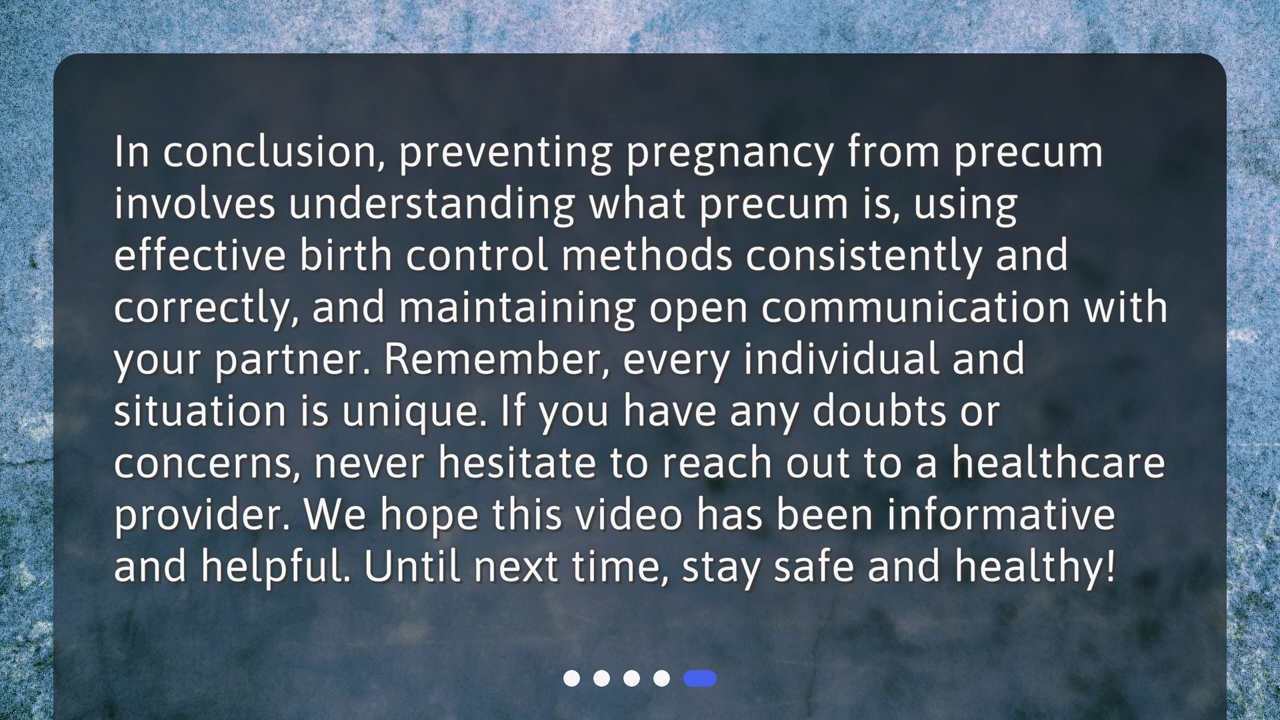 In conclusion, preventing pregnancy from precum
involves understanding what precum is, using
effective birth control methods consistently and
correctly, and maintaining open communication with
your partner. Remember, every individual and
situation is unique. If you have any doubts or
concerns, never hesitate to reach out to a healthcare
provider. We hope this video has been informative
and helpful. Until next time, stay safe and healthy!